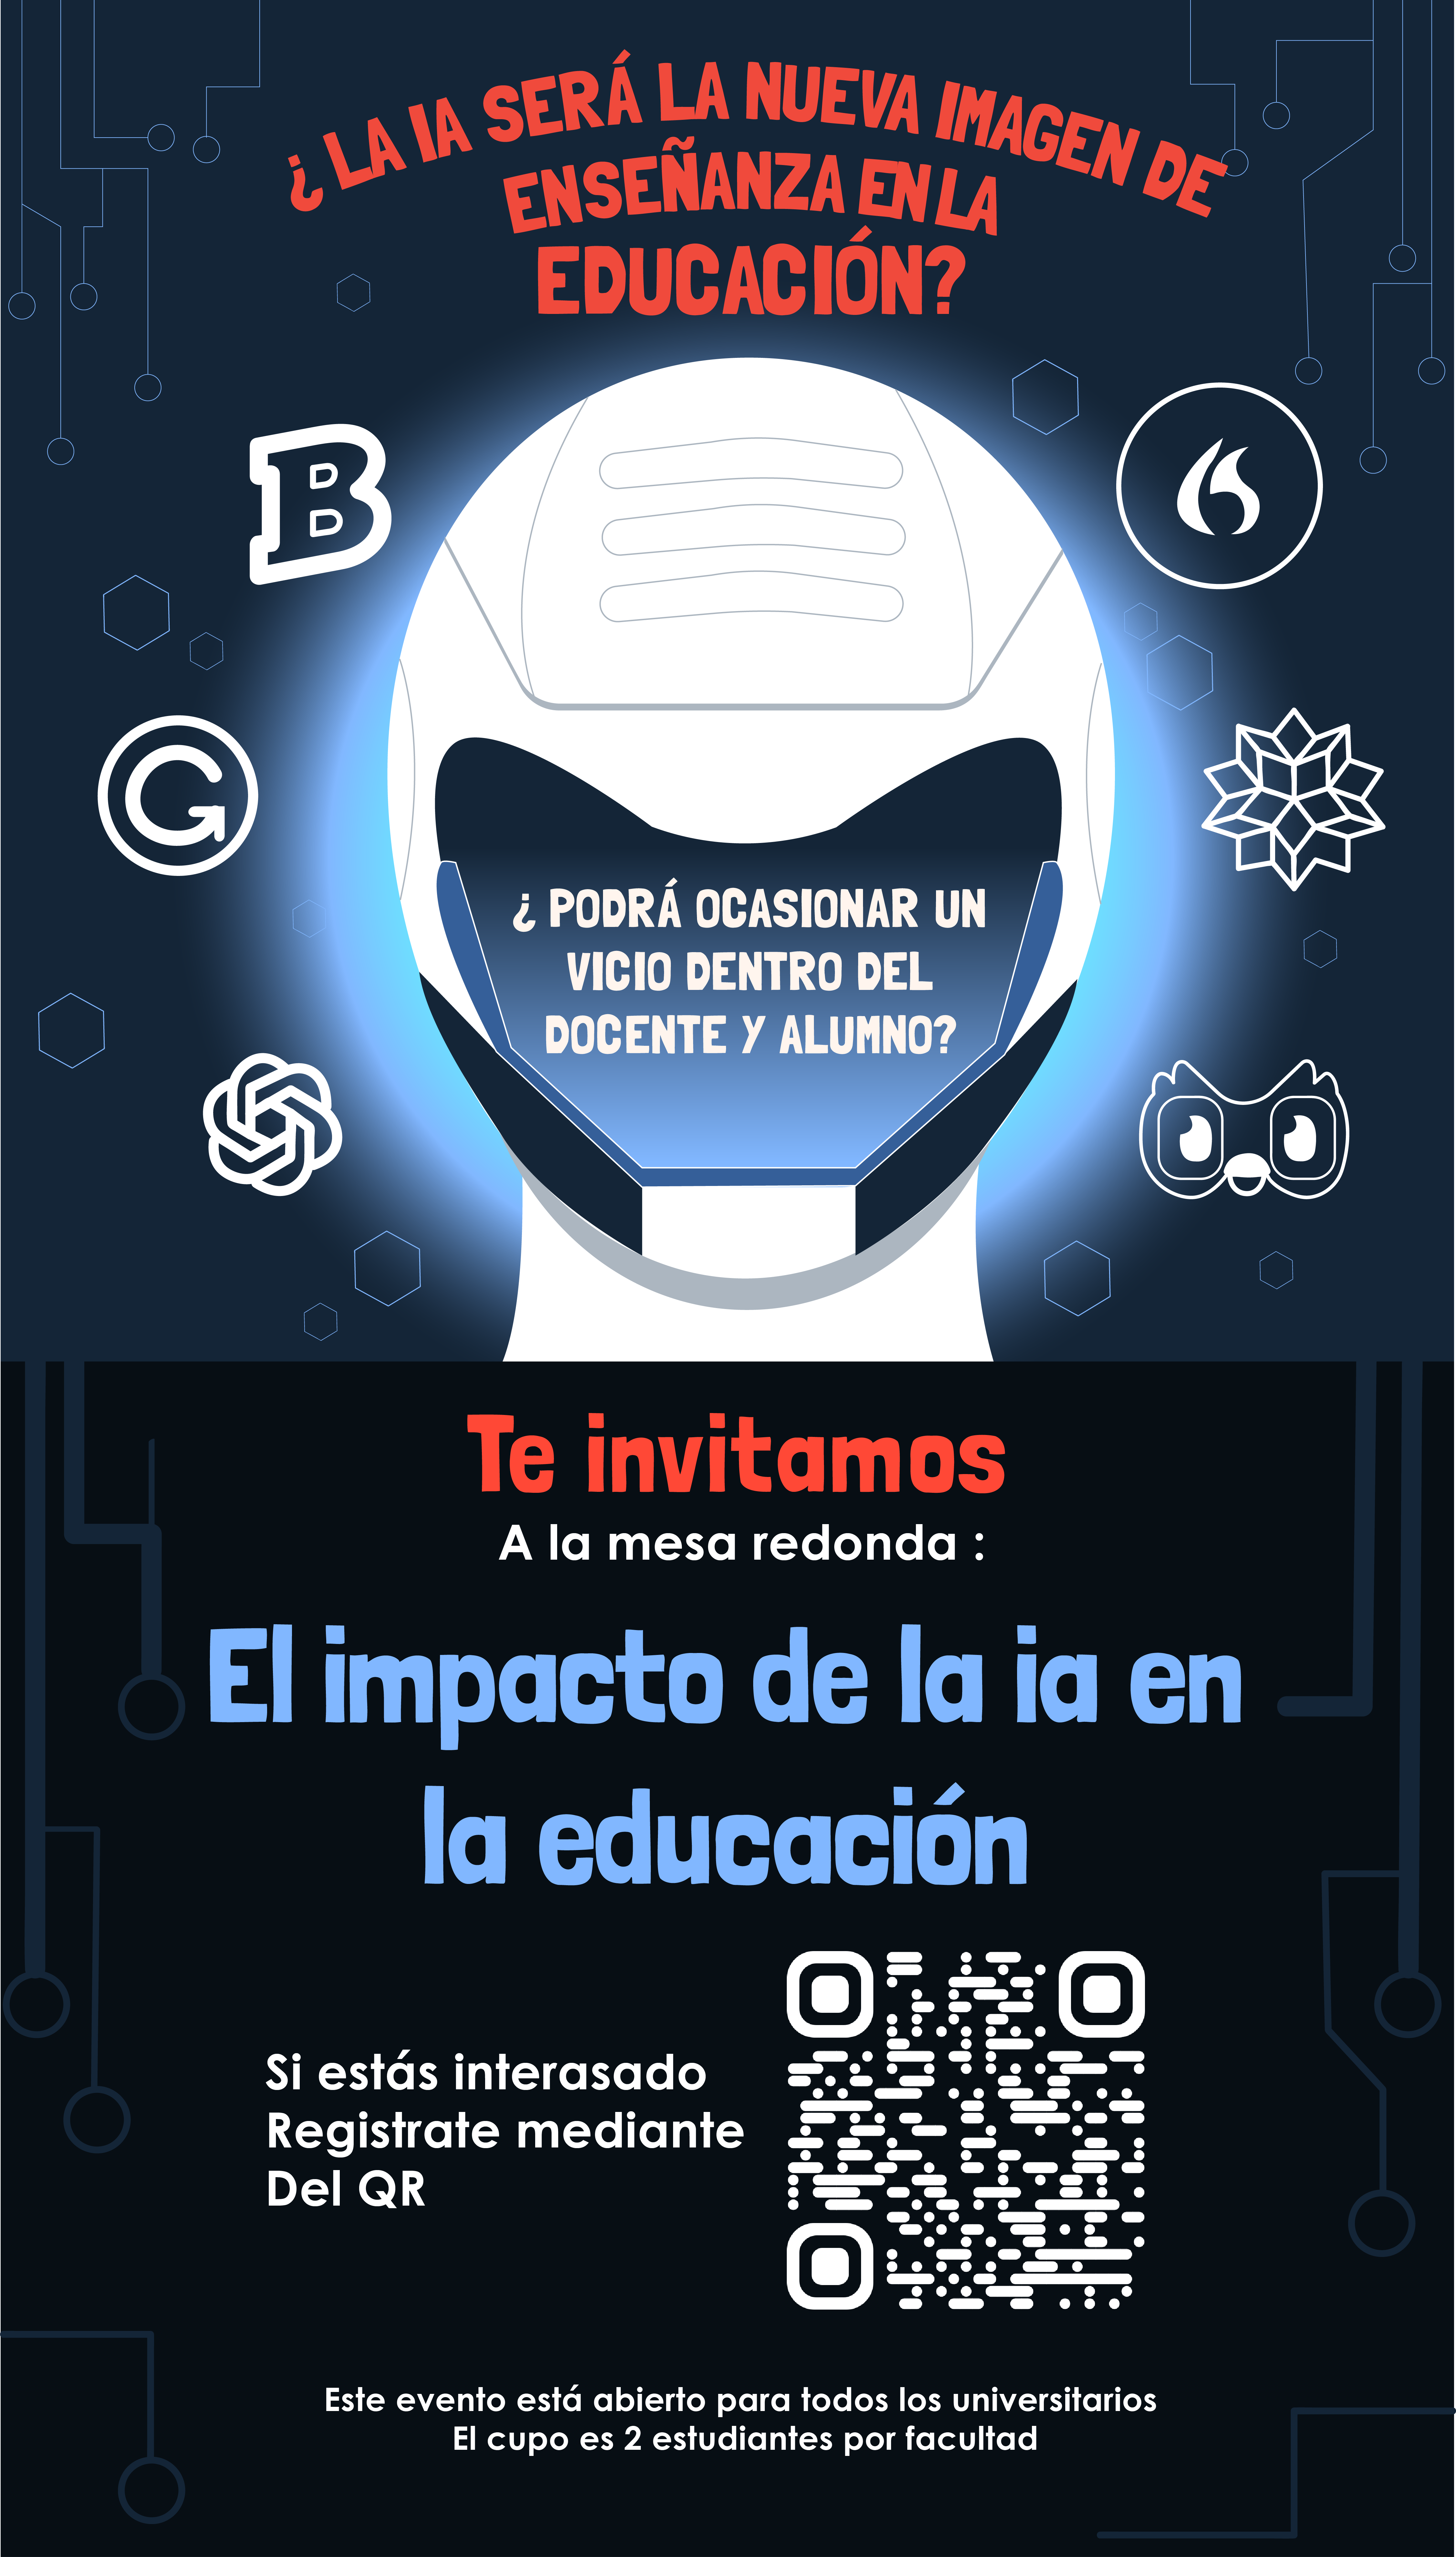 ¿ LA IA SERÁ LA NUEVA IMAGEN DE
ENSEÑANZA EN LA
EDUCACIÓN?
B
G
¿ PODRÁ OCASIONAR UN
VICIO DENTRO DEL
DOCENTE Y ALUMNO?
Te invitamos
A la mesa redonda :
El impacto de la ia en
la educación
Si estás interasado
Registrate mediante
Del QR
Este evento está abierto para todos los universitarios
El cupo es 2 estudiantes por facultad